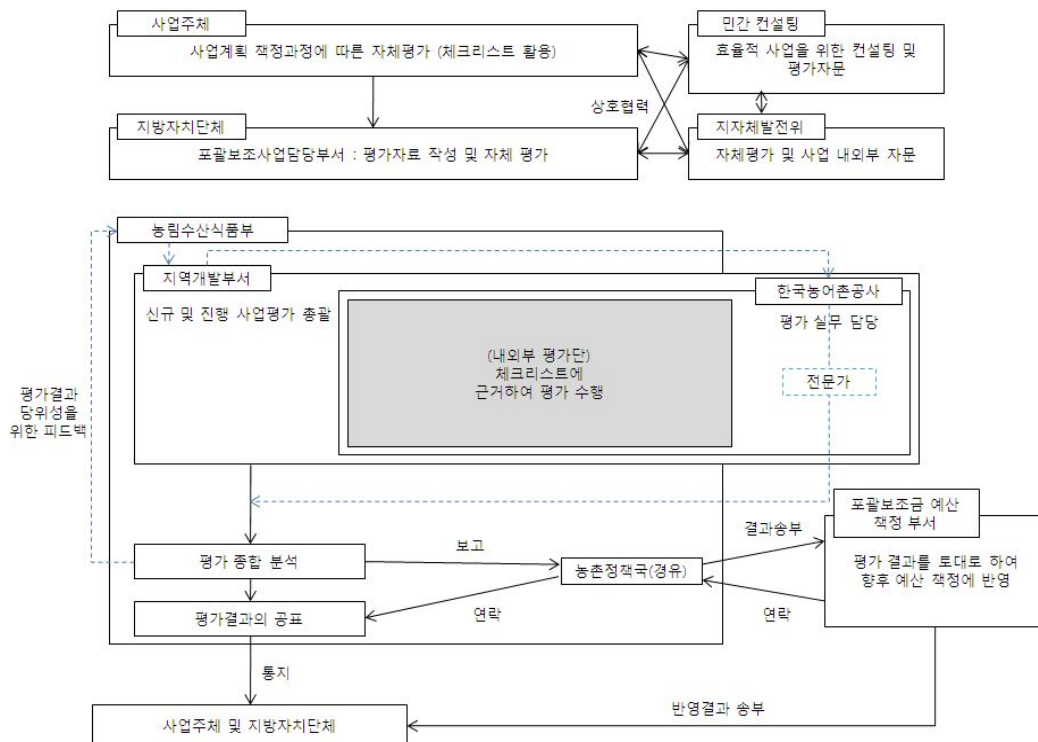 사업주체
사업계획 책정과정에 따른 자체평가 (체크리스트 활용)
민간 컨설팅
효율적 사업을 위한 컨설팅 및
평가자문
상호협력
지방자치단체
포괄보조사업담당부서 : 평가자료 작성 및 자체 평가
지자체발전위
자체평가 및 사업 내외부 자문
농림수산식품부
지역개발부서
신규 및 진행 사업평가 총괄
한국농어촌공사
평가 실무 담당
(내외부 평가단)
체크리스트에
근거하여 평가 수행
전문가
평가결과
당위성을
위한 피드백
포괄보조금 예산
책정 부서
평가 결과를 토대로 하여
향후 예산 책정에 반영
평가 종합 분석
보고
농촌정책국(경유)
결과송부
연락
연락
평가결과의 공표
통지
사업주체 및 지방자치단체
반영결과 송부